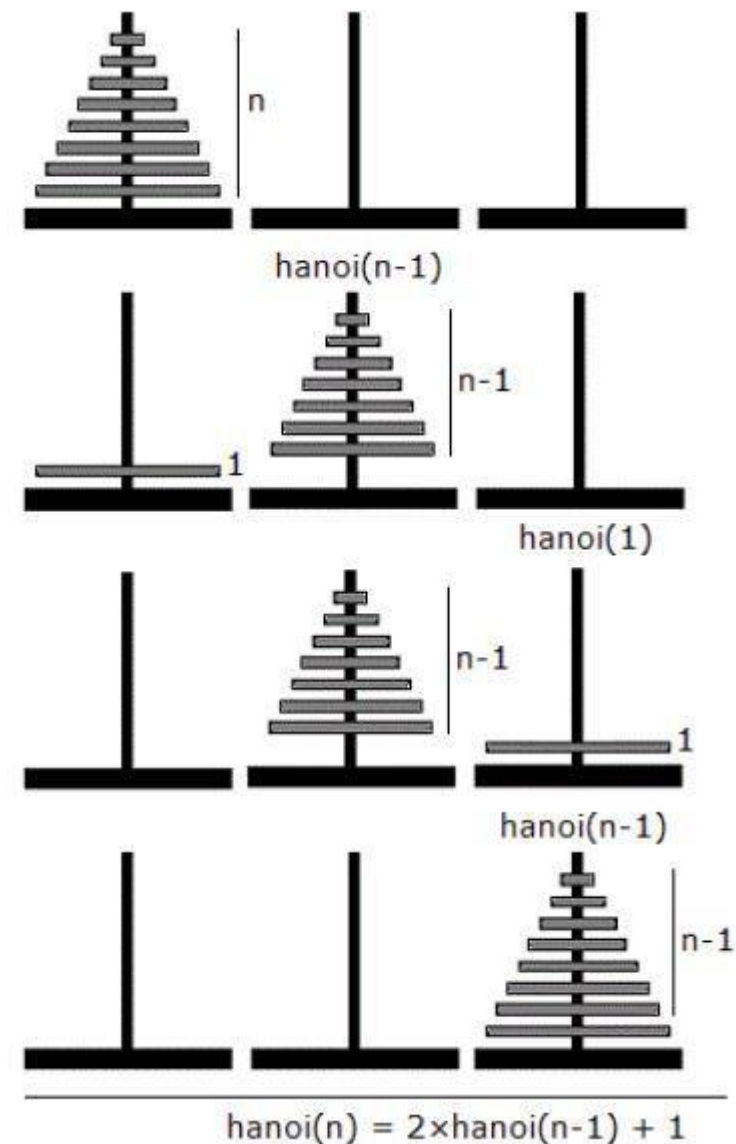 n
hanoi(n-1)
n-1
1
hanoi(1)
n-1
1
hanoi(n-1)
n-1
hanoi(n) = 2×hanoi(n-1) + 1